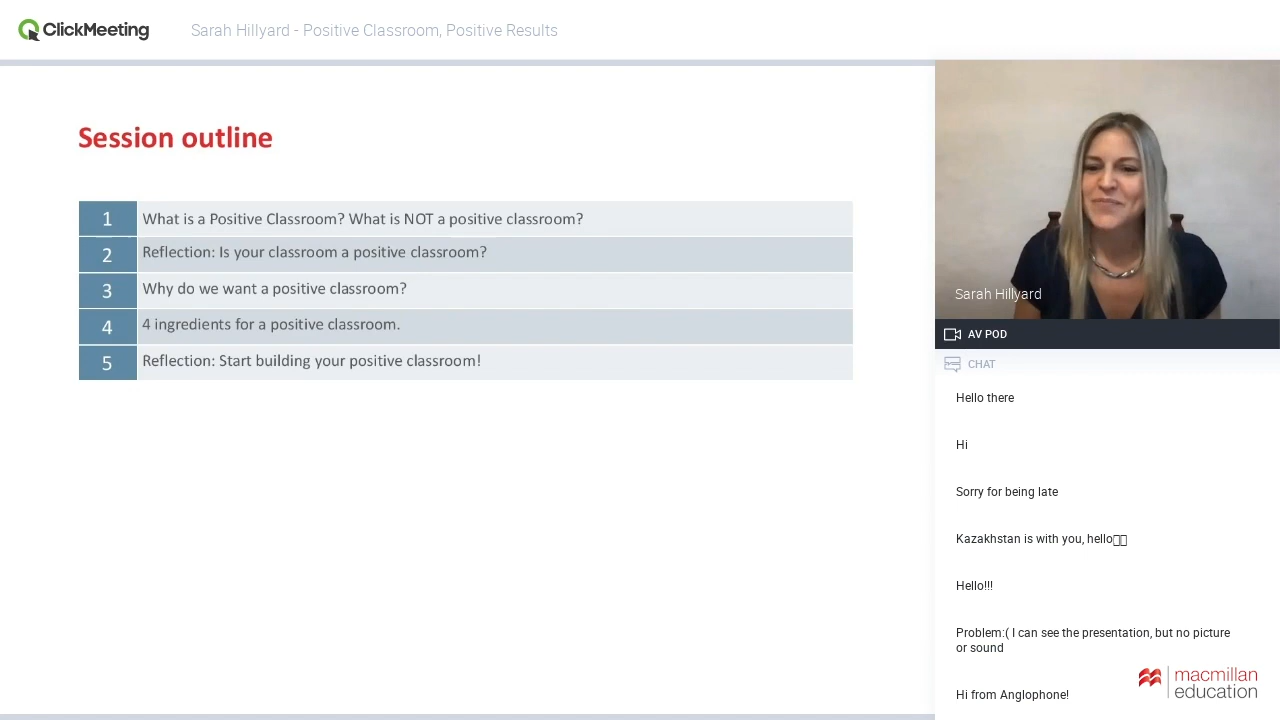 ClickMeeting
Sarah Hillyard - Positive Classroom, Positive Results
Session outline
1 What is a Positive Classroom? What is NOT a positive classroom?
2 Reflection: Is your classroom a positive classroom?
3 Why do we want a positive classroom?
4 4 ingredients for a positive classroom.
5 Reflection: Start building your positive classroom!
Sarah Hillyard
AV POD
CHAT
Hello there
Hi
Sorry for being late
Kazakhstan is with you, hello
Hello!!!
Problem:( I can see the presentation, but no picture
or sound
Hi from Anglophone!
macmillan
education